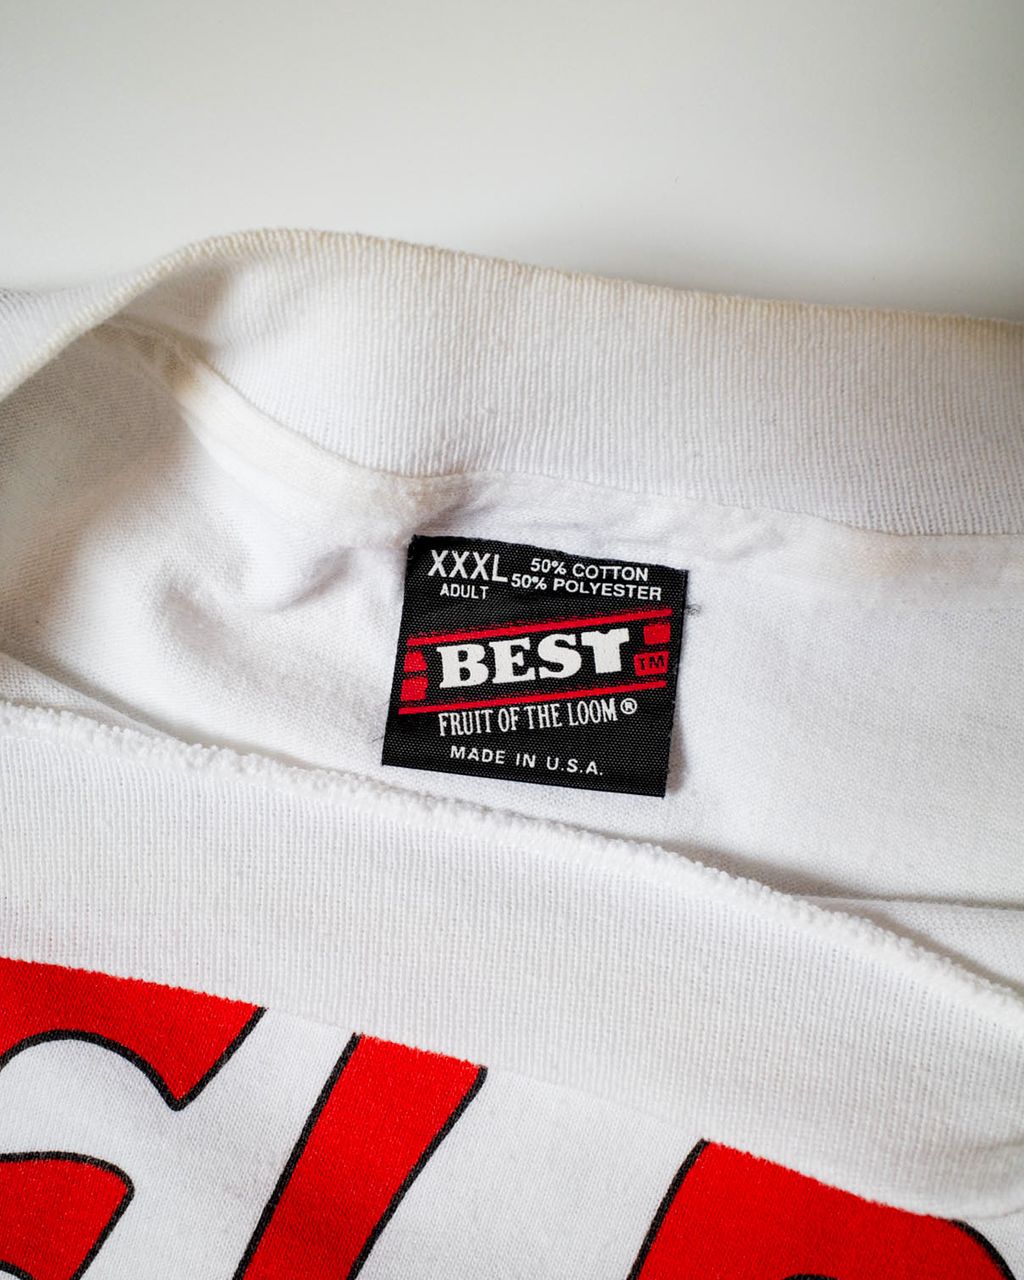 XXXL 50% COTTON
ADULT 50% POLYESTER
BEST TM
FRUIT OF THE LOOM ®
MADE IN U.S.A.